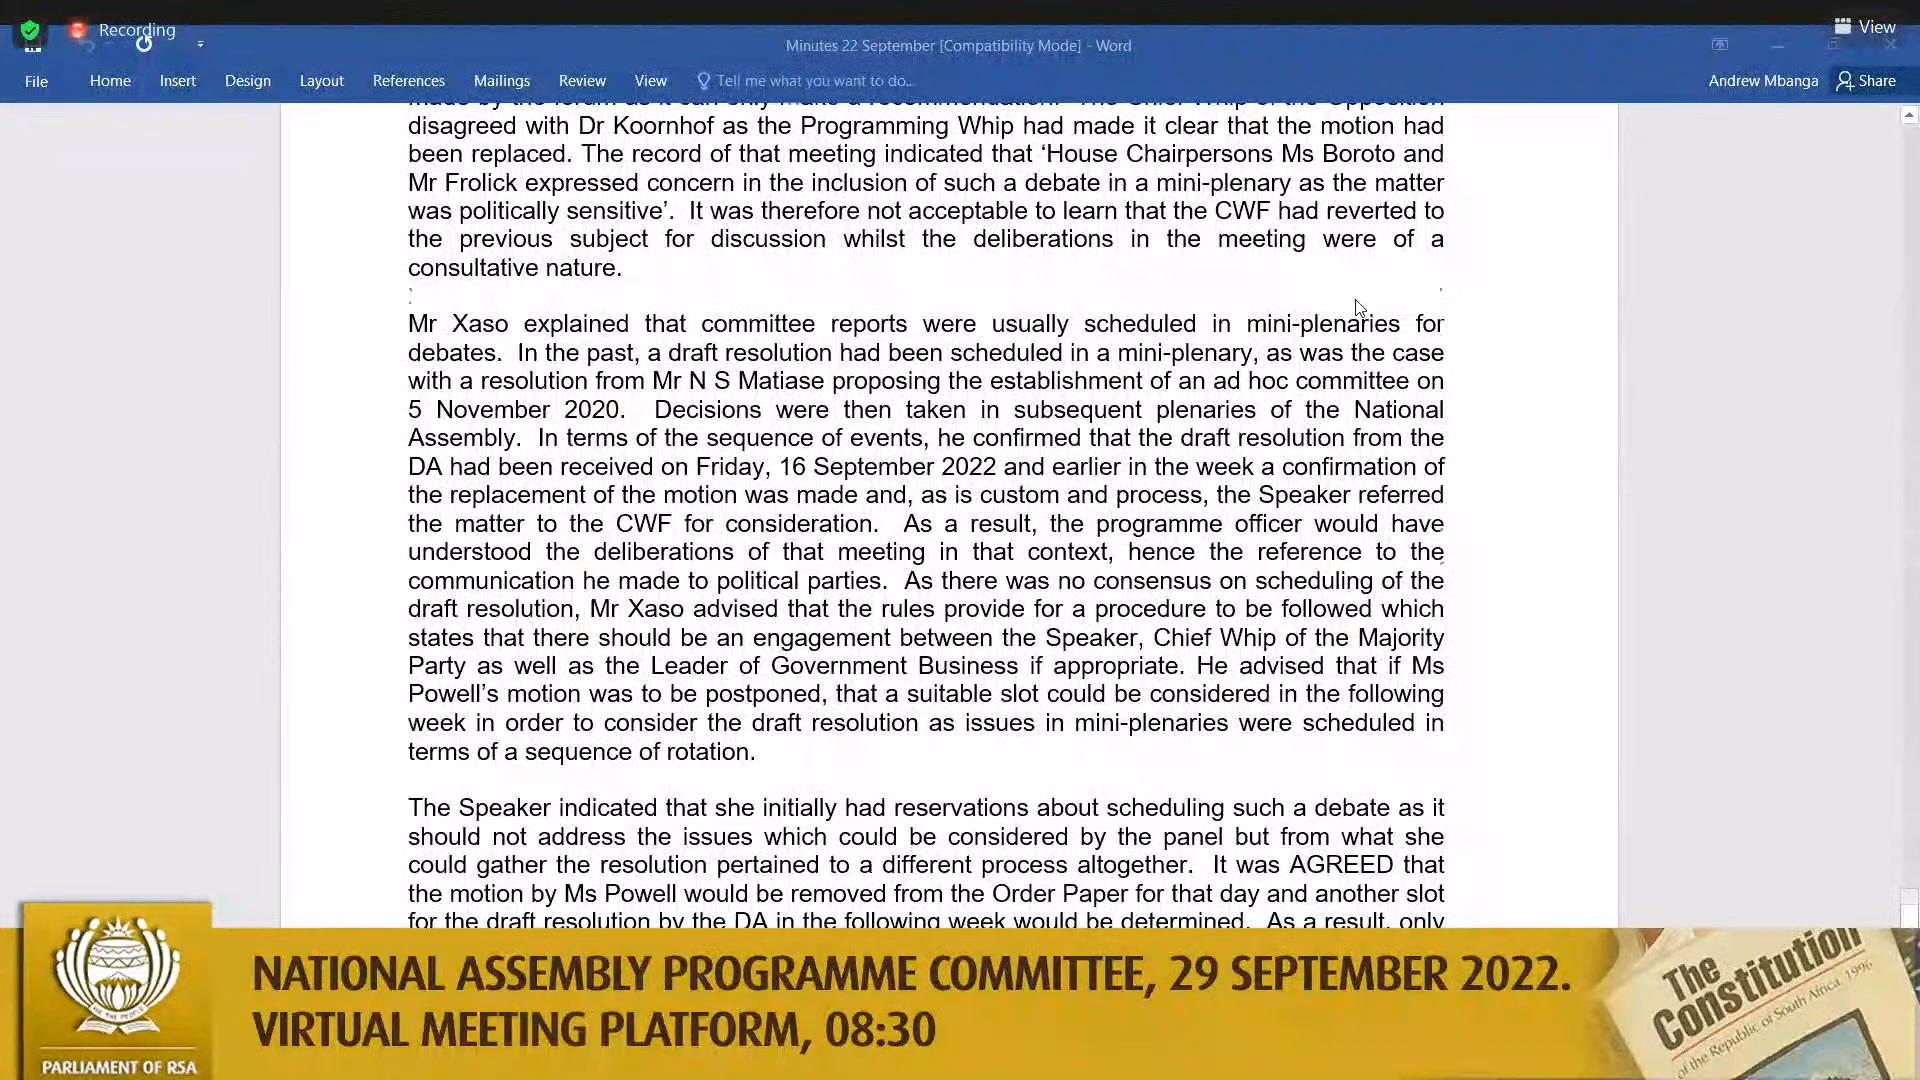 Recording
View
Minutes 22 September [Compatibility Mode] - Word
File Home Insert Design Layout References Mailings Review View Tell me what you want to do...
Andrew Mbanga Share
made by the forum as it can only make a recommendation. The Chief Whip of the Opposition
disagreed with Dr Koornhof as the Programming Whip had made it clear that the motion had
been replaced. The record of that meeting indicated that ‘House Chairpersons Ms Boroto and
Mr Frolick expressed concern in the inclusion of such a debate in a mini-plenary as the matter
was politically sensitive’. It was therefore not acceptable to learn that the CWF had reverted to
the previous subject for discussion whilst the deliberations in the meeting were of a
consultative nature.
Mr Xaso explained that committee reports were usually scheduled in mini-plenaries for
debates. In the past, a draft resolution had been scheduled in a mini-plenary, as was the case
with a resolution from Mr N S Matiase proposing the establishment of an ad hoc committee on
5 November 2020. Decisions were then taken in subsequent plenaries of the National
Assembly. In terms of the sequence of events, he confirmed that the draft resolution from the
DA had been received on Friday, 16 September 2022 and earlier in the week a confirmation of
the replacement of the motion was made and, as is custom and process, the Speaker referred
the matter to the CWF for consideration. As a result, the programme officer would have
understood the deliberations of that meeting in that context, hence the reference to the
communication he made to political parties. As there was no consensus on scheduling of the
draft resolution, Mr Xaso advised that the rules provide for a procedure to be followed which
states that there should be an engagement between the Speaker, Chief Whip of the Majority
Party as well as the Leader of Government Business if appropriate. He advised that if Ms
Powell’s motion was to be postponed, that a suitable slot could be considered in the following
week in order to consider the draft resolution as issues in mini-plenaries were scheduled in
terms of a sequence of rotation.
The Speaker indicated that she initially had reservations about scheduling such a debate as it
should not address the issues which could be considered by the panel but from what she
could gather the resolution pertained to a different process altogether. It was AGREED that
the motion by Ms Powell would be removed from the Order Paper for that day and another slot
for the draft resolution by the DA in the following week would be determined. As a result, only
NATIONAL ASSEMBLY PROGRAMME COMMITTEE, 29 SEPTEMBER 2022.
VIRTUAL MEETING PLATFORM, 08:30
PARLIAMENT OF RSA
The
Constitution
of the Republic of South Africa 1996